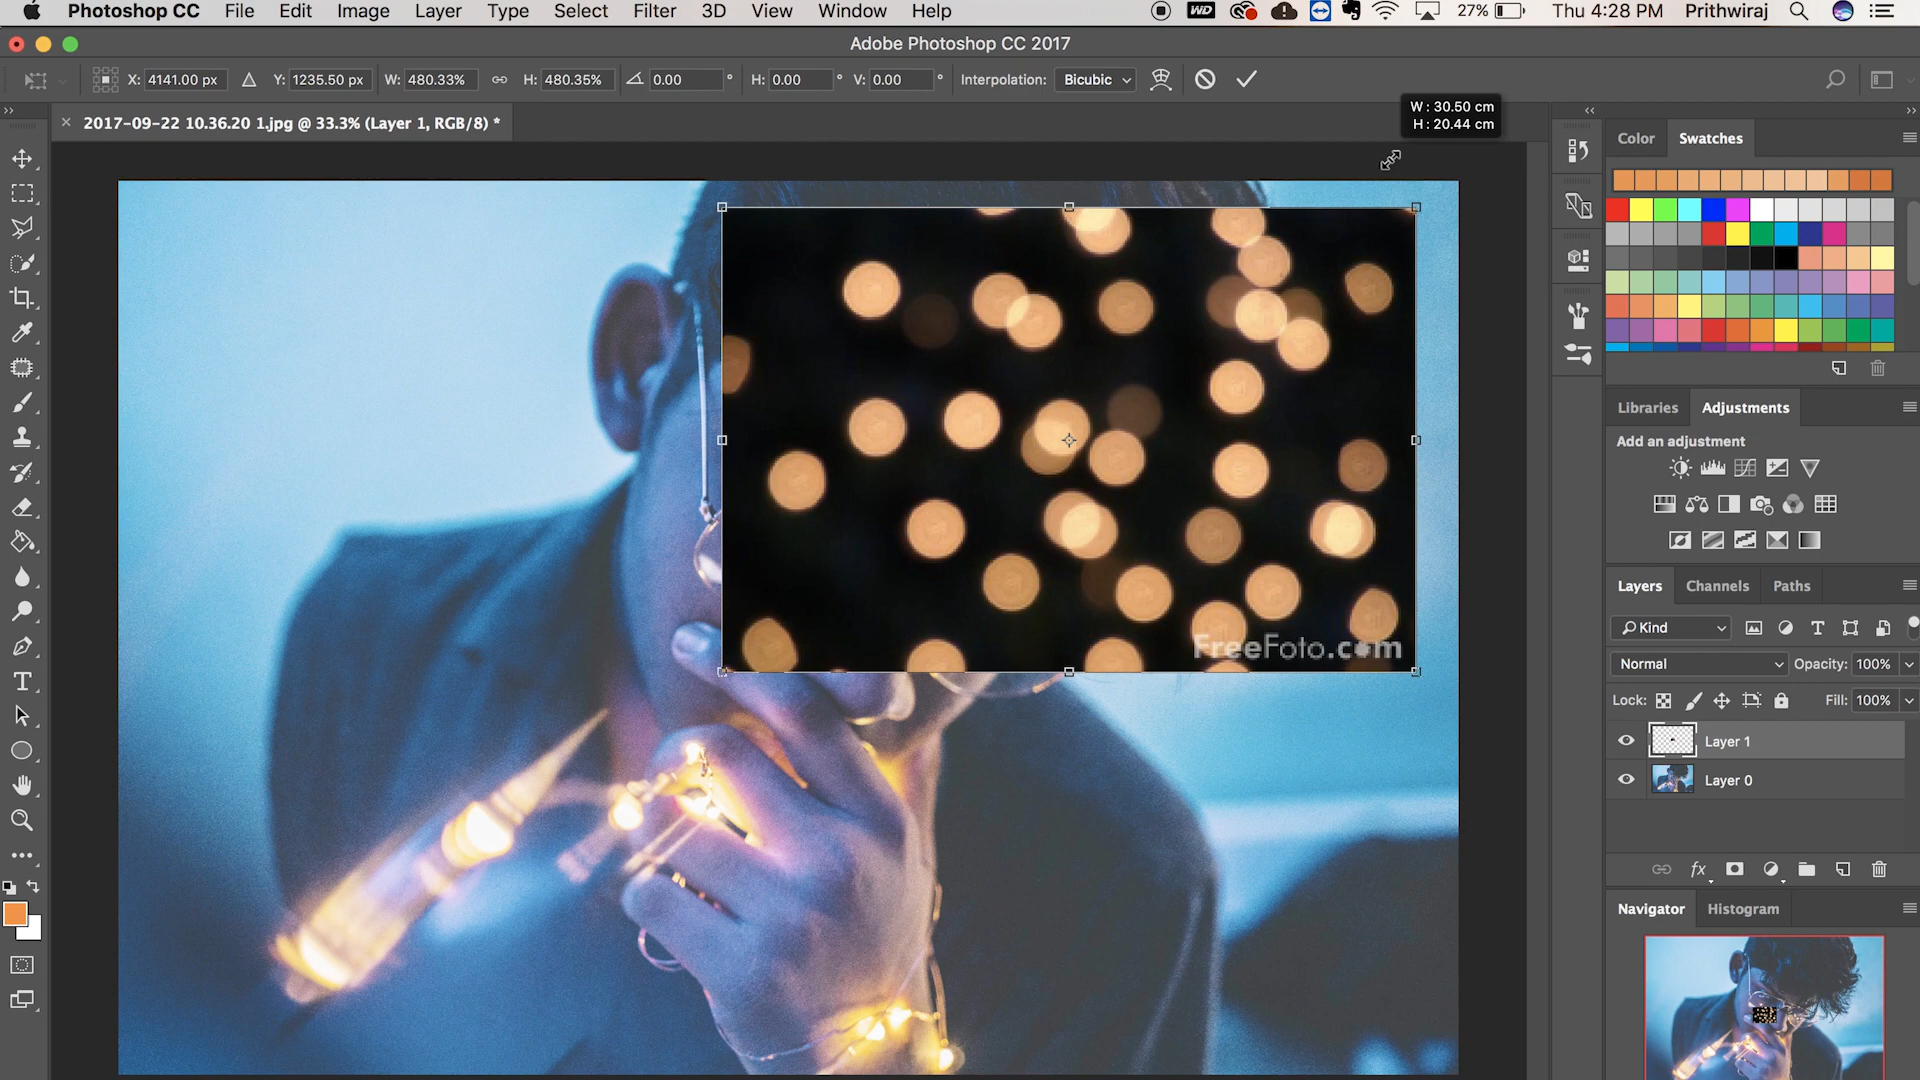 Photoshop CC File Edit Image Layer Type Select Filter 3D View Window Help WD 27% Thu 4:28 PM Prithwiraj
Adobe Photoshop CC 2017
X: 4141.00 px Y: 1235.50 px W: 480.33% H: 480.35% 0.00 ° H: 0.00 ° V: 0.00 ° Interpolation: Bicubic
W : 30.50 cm
H : 20.44 cm
2017-09-22 10.36.20 1.jpg @ 33.3% (Layer 1, RGB/8) *
Color Swatches
Libraries Adjustments
Add an adjustment
Layers Channels Paths
Kind
Normal Opacity: 100%
Lock: Fill: 100%
Layer 1
Layer 0
fx
Navigator Histogram
FreeFoto.com